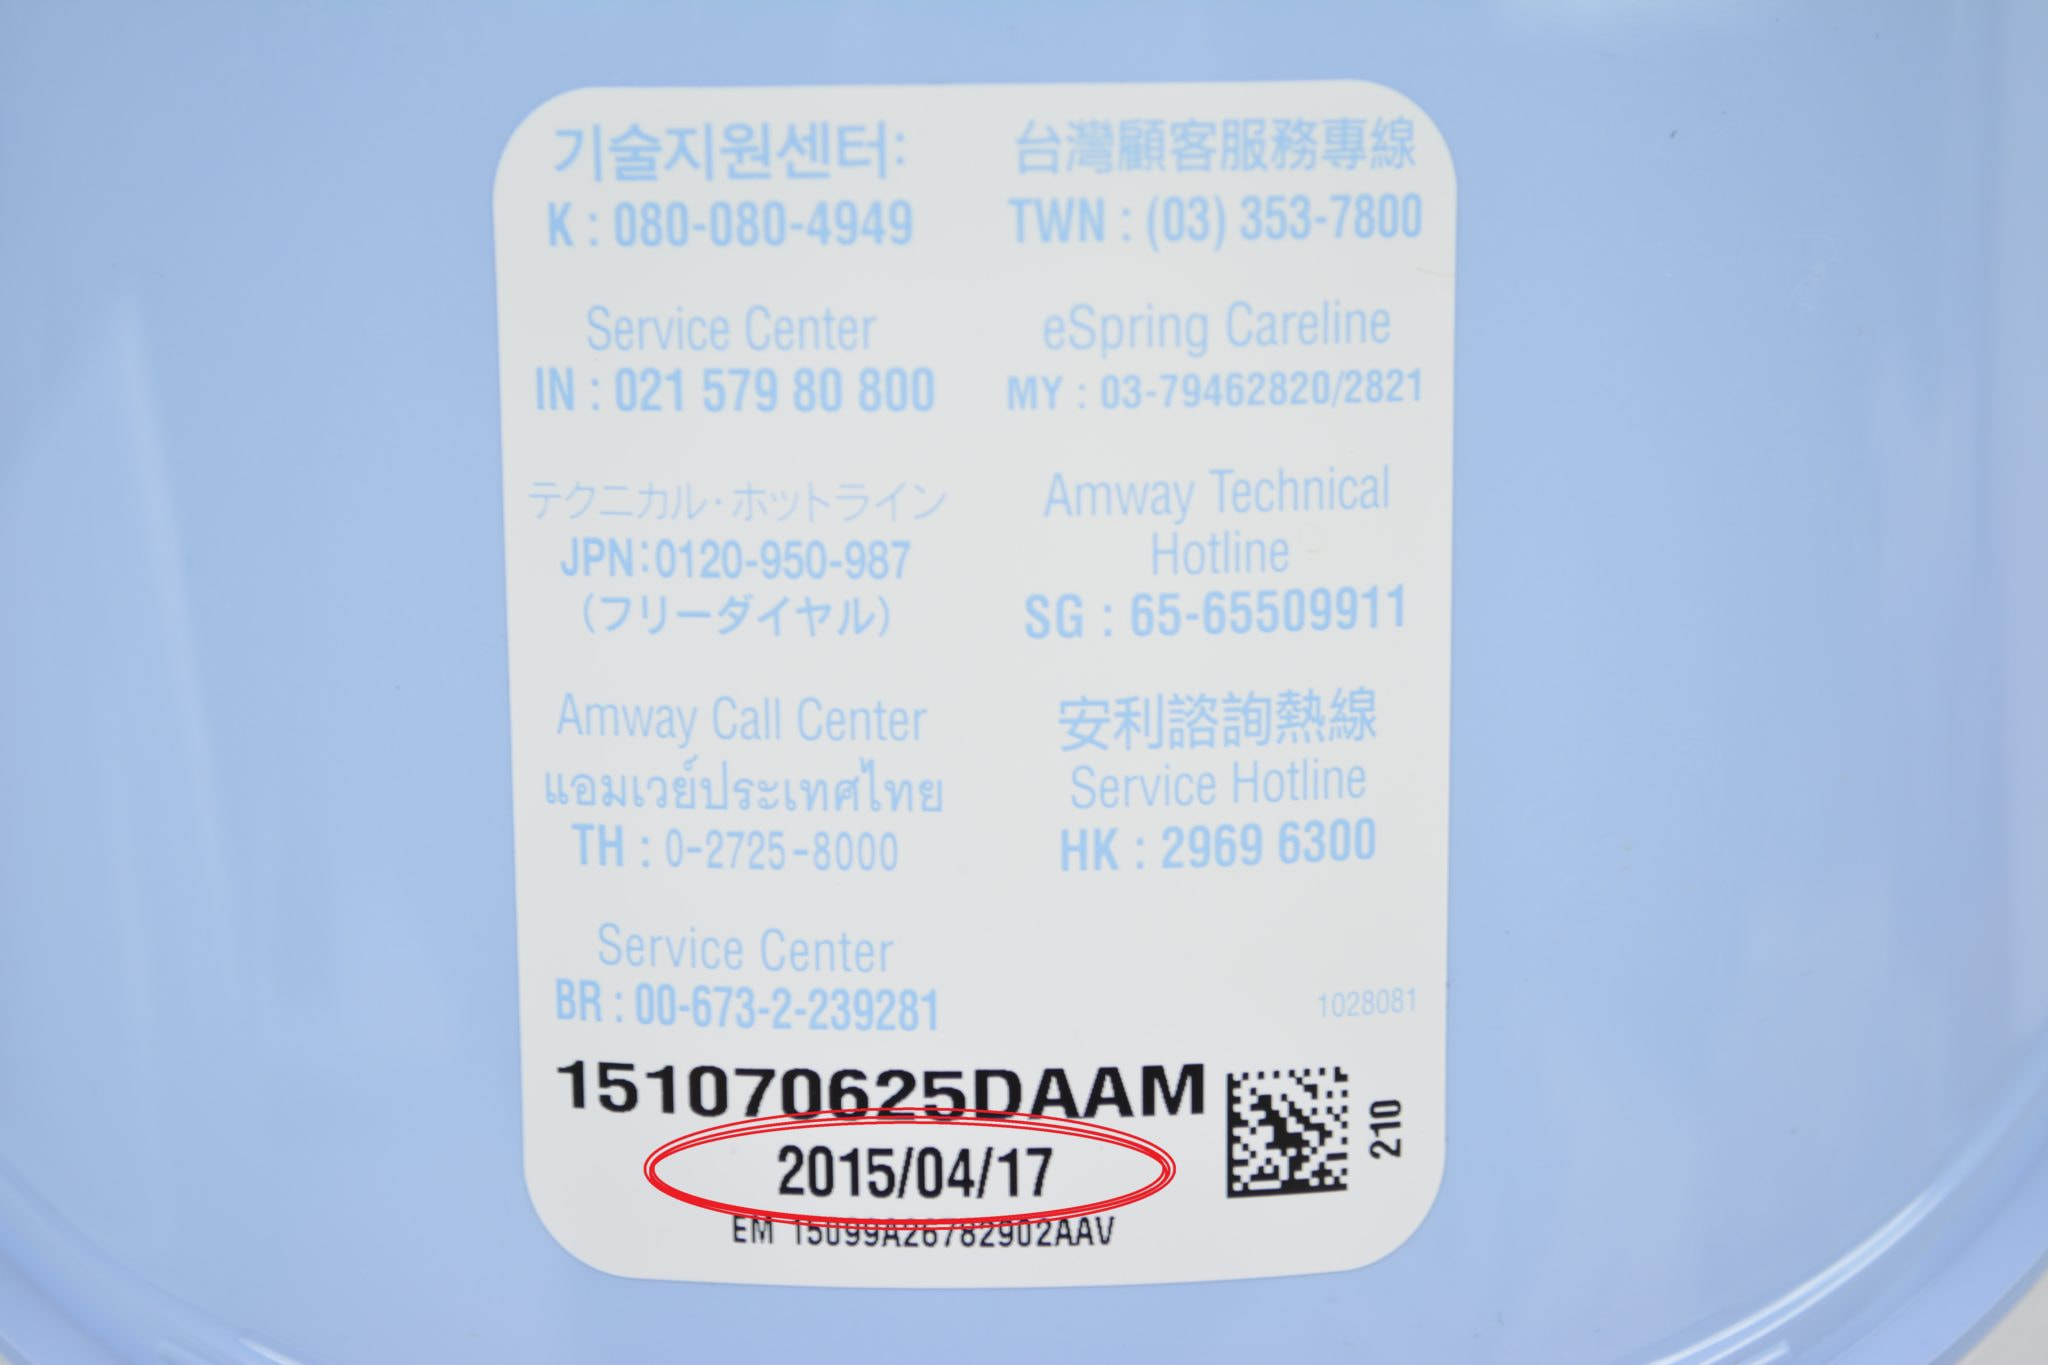 기술지원센터:
K : 080-080-4949
台灣顧客服務專線
TWN : (03) 353-7800
Service Center
IN : 021 579 80 800
eSpring Careline
MY : 03-79462820/2821
テクニカル・ホットライン
JPN:0120-950-987
(フリーダイヤル)
Amway Technical
Hotline
SG : 65-65509911
Amway Call Center
แอมเวย์ประเทศไทย
TH : 0-2725-8000
安利諮詢熱線
Service Hotline
HK : 2969 6300
Service Center
BR : 00-673-2-239281
1028081
151070625DAAM
2015/04/17
EM 15099A26782902AAV
210